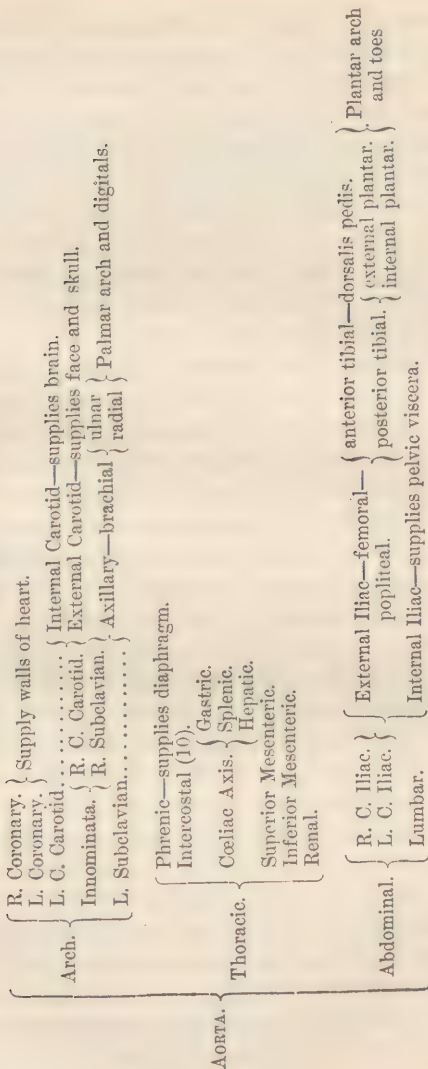 AORTA.
Arch.
R. Coronary.
L. Coronary.
Supply walls of heart.
L. C. Carotid..............
Innominata.
R. C. Carotid.
R. Subclavian.
L. Subclavian..............
Internal Carotid—supplies brain.
External Carotid—supplies face and skull.
Axillary—brachial
ulnar
radial
Palmar arch and digitals.
Thoracic.
Phrenic—supplies diaphragm.
Intercostal (10).
Cœliac Axis.
Gastric.
Splenic.
Hepatic.
Superior Mesenteric.
Inferior Mesenteric.
Renal.
Abdominal.
R. C. Iliac.
L. C. Iliac.
Lumbar.
External Iliac—femoral—
popliteal.
Internal Iliac—supplies pelvic viscera.
anterior tibial—dorsalis pedis.
posterior tibial.
external plantar.
internal plantar.
Plantar arch
and toes